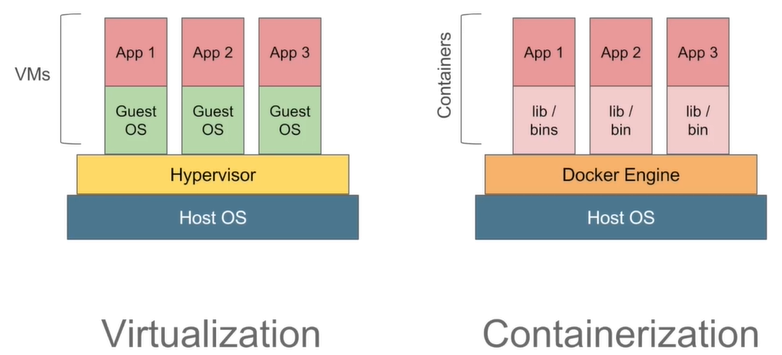 VMs
App 1
App 2
App 3
Guest
OS
Guest
OS
Guest
OS
Hypervisor
Host OS
Virtualization
Containers
App 1
App 2
App 3
lib /
bins
lib /
bin
lib /
bin
Docker Engine
Host OS
Containerization